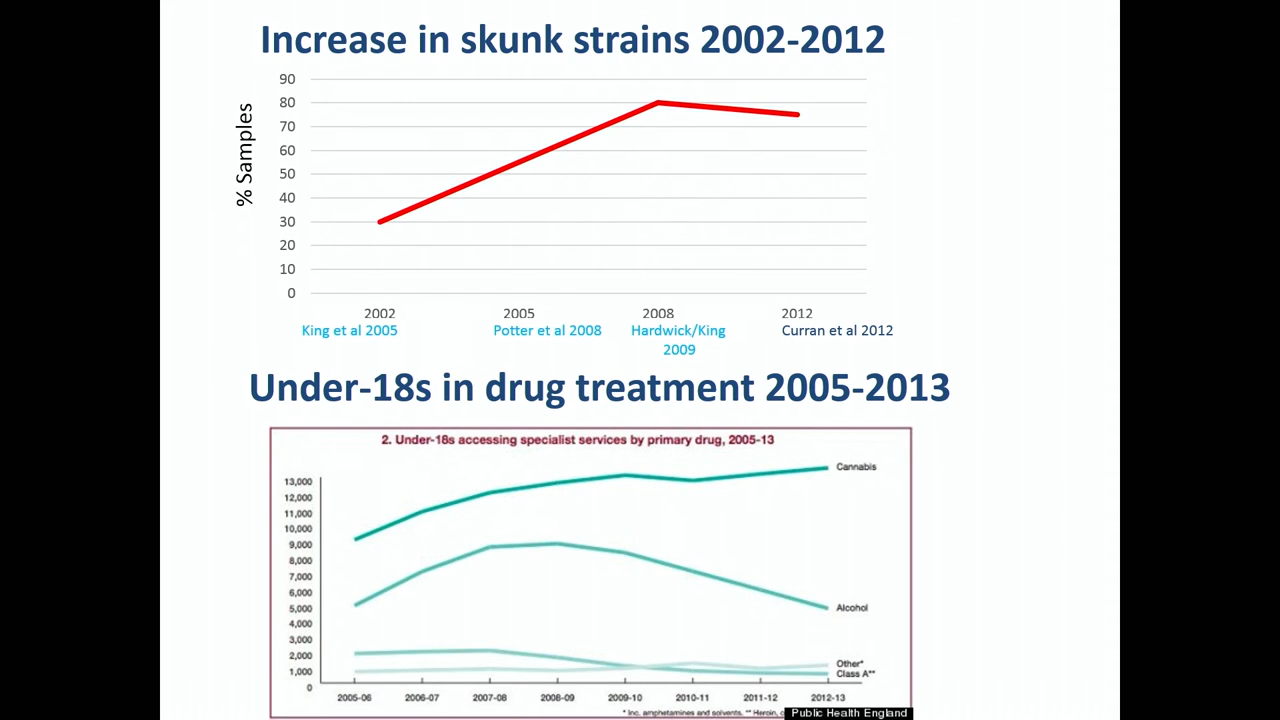 Increase in skunk strains 2002-2012
% Samples
90
80
70
60
50
40
30
20
10
0
2002 2005 2008 2012
King et al 2005 Potter et al 2008 Hardwick/King Curran et al 2012
2009
Under-18s in drug treatment 2005-2013
2. Under-18s accessing specialist services by primary drug, 2005-13
Cannabis
13,000
12,000
11,000
10,000
9,000
8,000
7,000
6,000
5,000
Alcohol
4,000
3,000
2,000
Other*
1,000
Class A**
0
2005-06 2006-07 2007-08 2008-09 2009-10 2010-11 2011-12 2012-13
* Inc. amphetamines and solvents. ** Heroin,
Public Health England